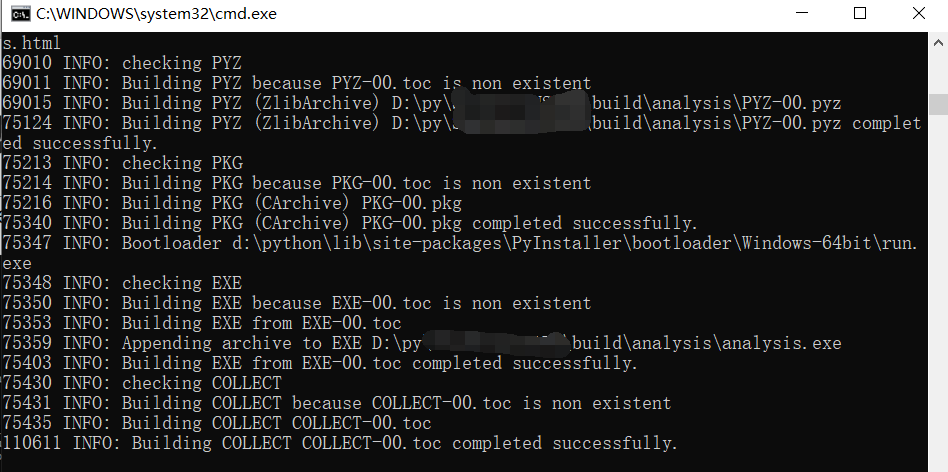 C:\WINDOWS\system32\cmd.exe
s.html
69010 INFO: checking PYZ
69011 INFO: Building PYZ because PYZ-00.toc is non existent
69015 INFO: Building PYZ (ZlibArchive) D:\py\ \build\analysis\PYZ-00.pyz
75124 INFO: Building PYZ (ZlibArchive) D:\py\ \build\analysis\PYZ-00.pyz complet
ed successfully.
75213 INFO: checking PKG
75214 INFO: Building PKG because PKG-00.toc is non existent
75216 INFO: Building PKG (CArchive) PKG-00.pkg
75340 INFO: Building PKG (CArchive) PKG-00.pkg completed successfully.
75347 INFO: Bootloader d:\python\lib\site-packages\PyInstaller\bootloader\Windows-64bit\run.
exe
75348 INFO: checking EXE
75350 INFO: Building EXE because EXE-00.toc is non existent
75353 INFO: Building EXE from EXE-00.toc
75359 INFO: Appending archive to EXE D:\py \build\analysis\analysis.exe
75403 INFO: Building EXE from EXE-00.toc completed successfully.
75430 INFO: checking COLLECT
75431 INFO: Building COLLECT because COLLECT-00.toc is non existent
75435 INFO: Building COLLECT COLLECT-00.toc
110611 INFO: Building COLLECT COLLECT-00.toc completed successfully.